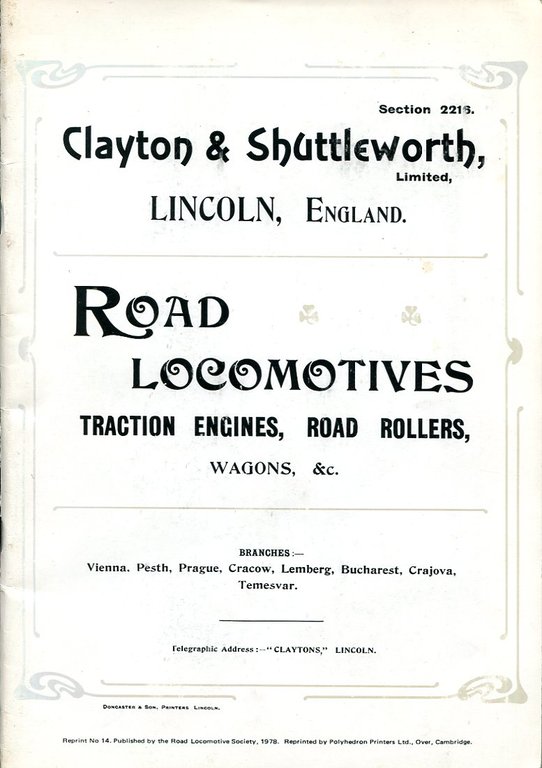 Section 2216.
Clayton & Shuttleworth,
Limited,
LINCOLN, ENGLAND.
ROAD
LOCOMOTIVES
TRACTION ENGINES, ROAD ROLLERS,
WAGONS, &c.
BRANCHES:—
Vienna, Pesth, Prague, Cracow, Lemberg, Bucharest, Crajova,
Temesvar.
Telegraphic Address:—"CLAYTONS," LINCOLN.
DONCASTER & SON, PRINTERS LINCOLN.
Reprint No 14. Published by the Road Locomotive Society, 1978. Reprinted by Polyhedron Printers Ltd., Over, Cambridge.